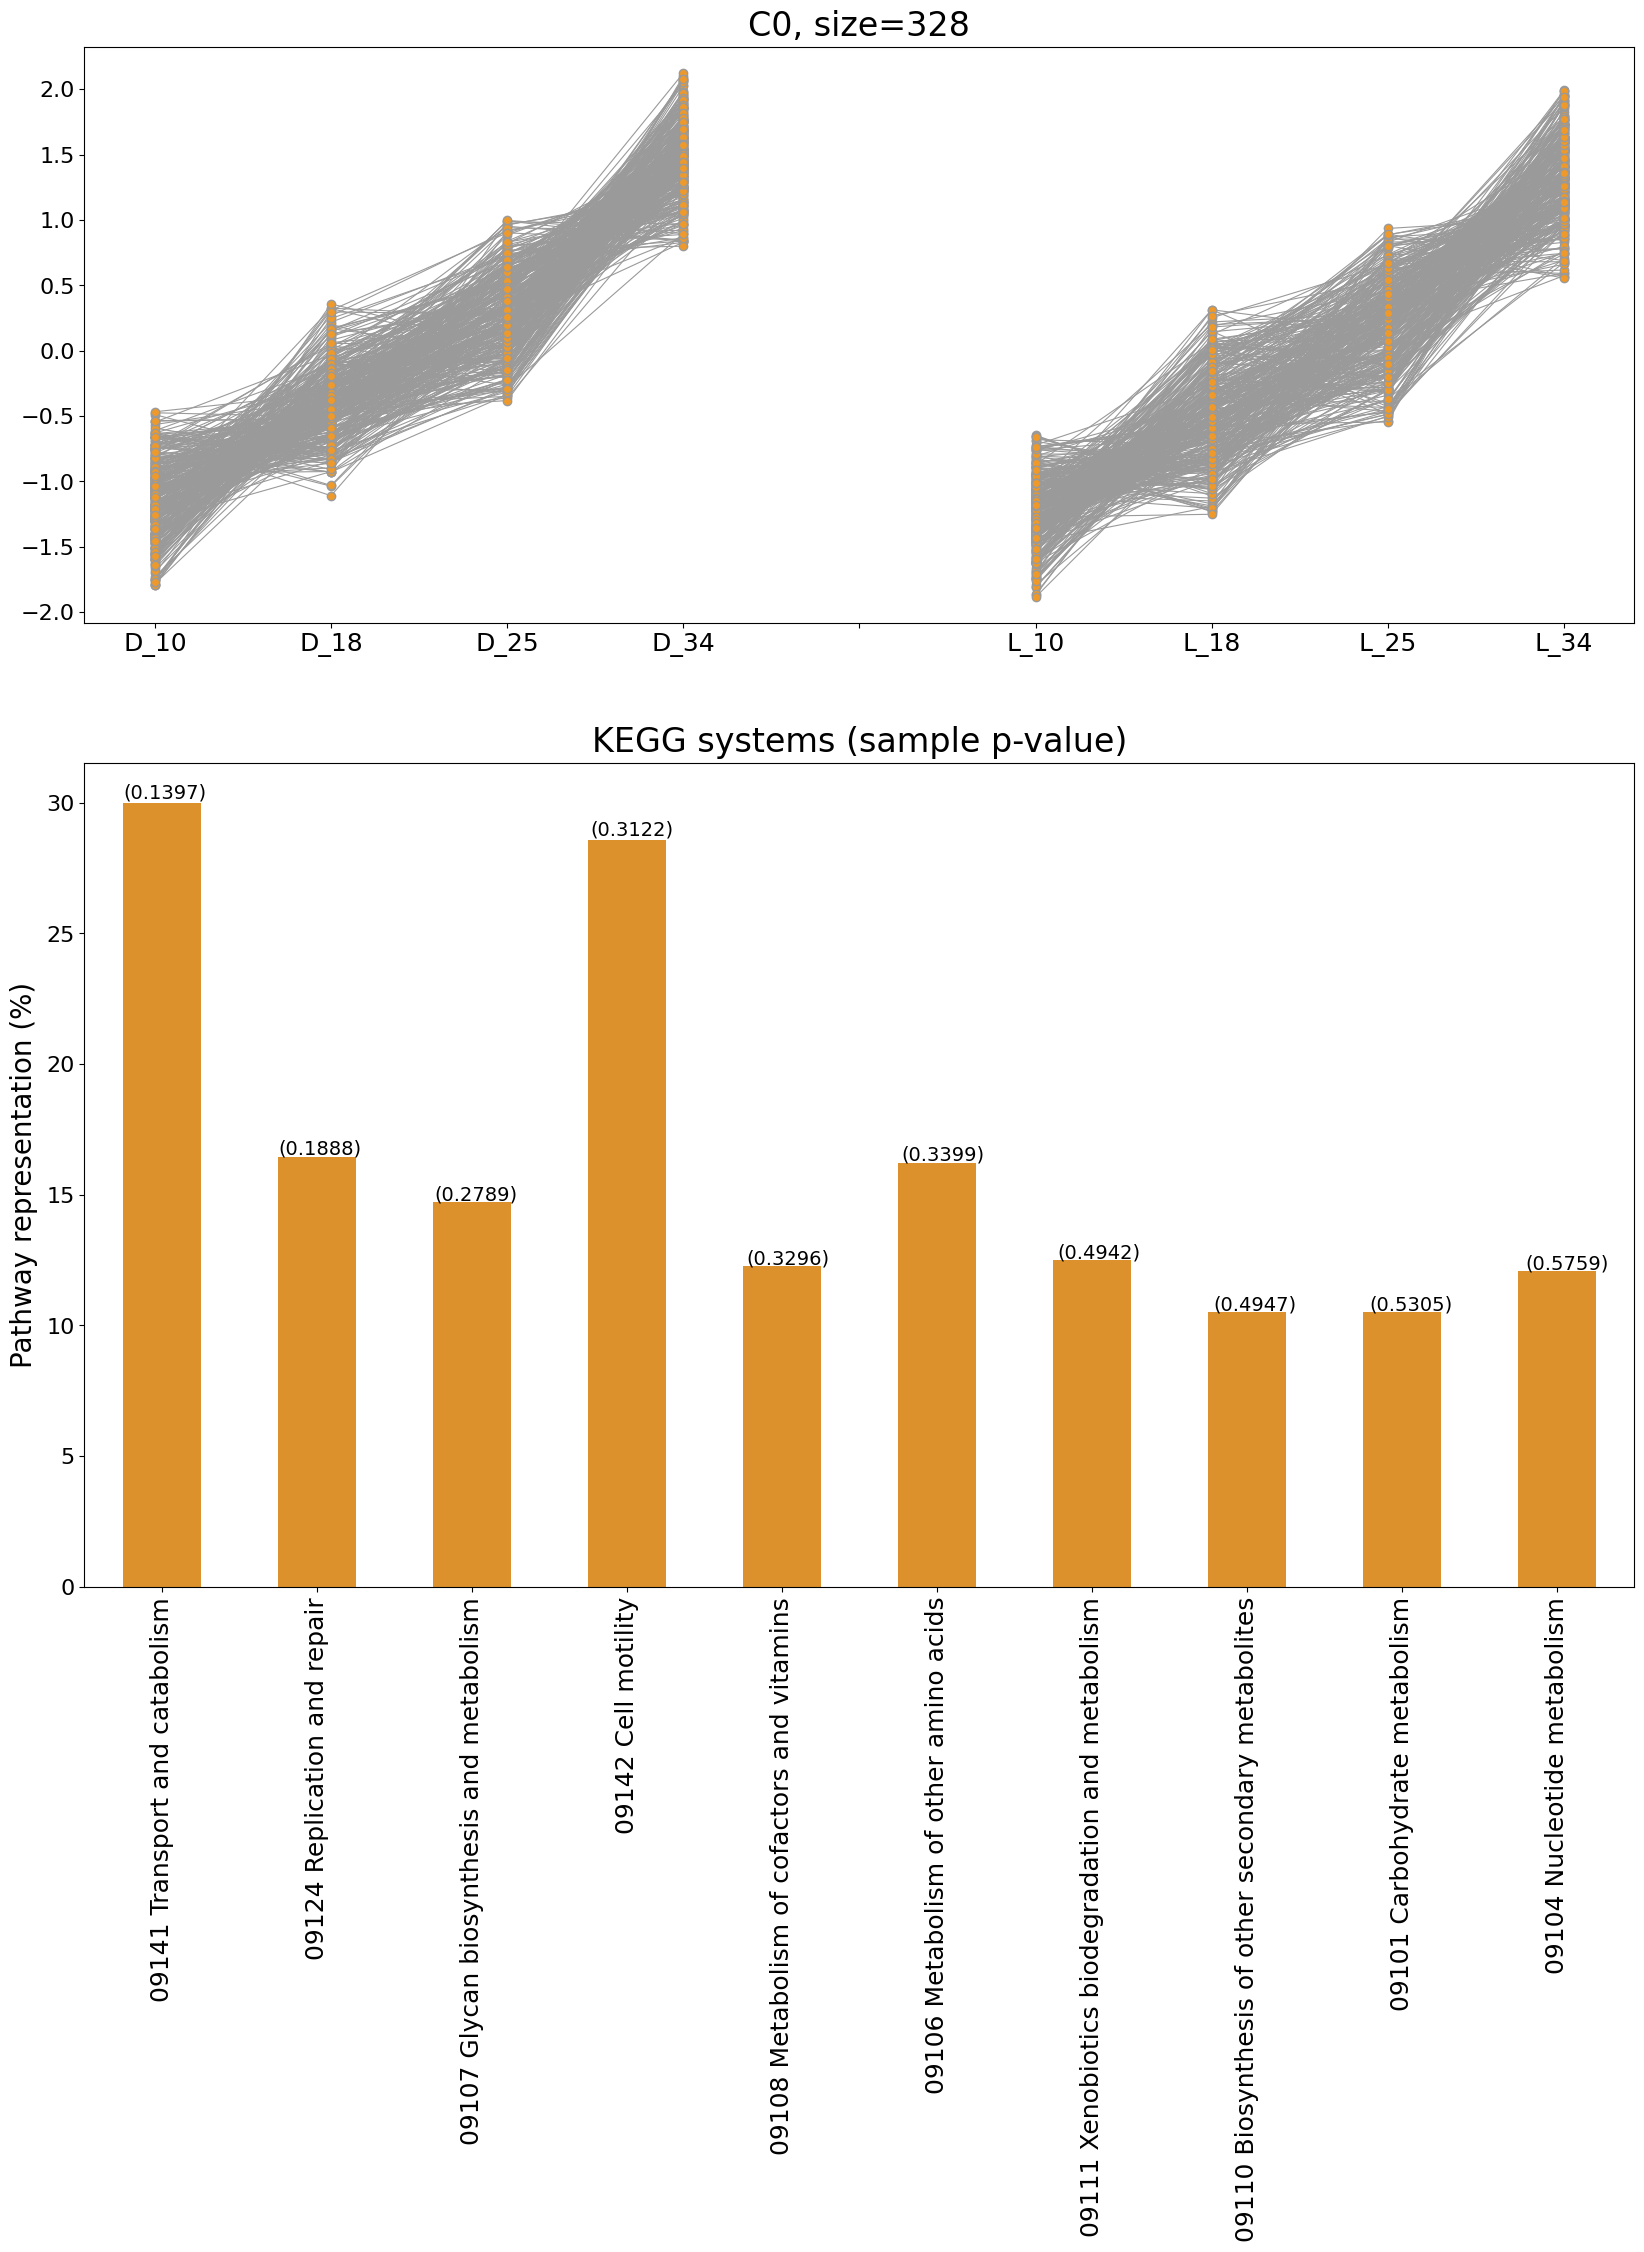 C0, size=328
2.0
1.5
1.0
0.5
0.0
−0.5
−1.0
−1.5
−2.0
D_10 D_18 D_25 D_34 L_10 L_18 L_25 L_34
KEGG systems (sample p-value)
Pathway representation (%)
30
25
20
15
10
5
0
(0.1397)
(0.1888)
(0.2789)
(0.3122)
(0.3296)
(0.3399)
(0.4942)
(0.4947)
(0.5305)
(0.5759)
09141 Transport and catabolism
09124 Replication and repair
09107 Glycan biosynthesis and metabolism
09142 Cell motility
09108 Metabolism of cofactors and vitamins
09106 Metabolism of other amino acids
09111 Xenobiotics biodegradation and metabolism
09110 Biosynthesis of other secondary metabolites
09101 Carbohydrate metabolism
09104 Nucleotide metabolism